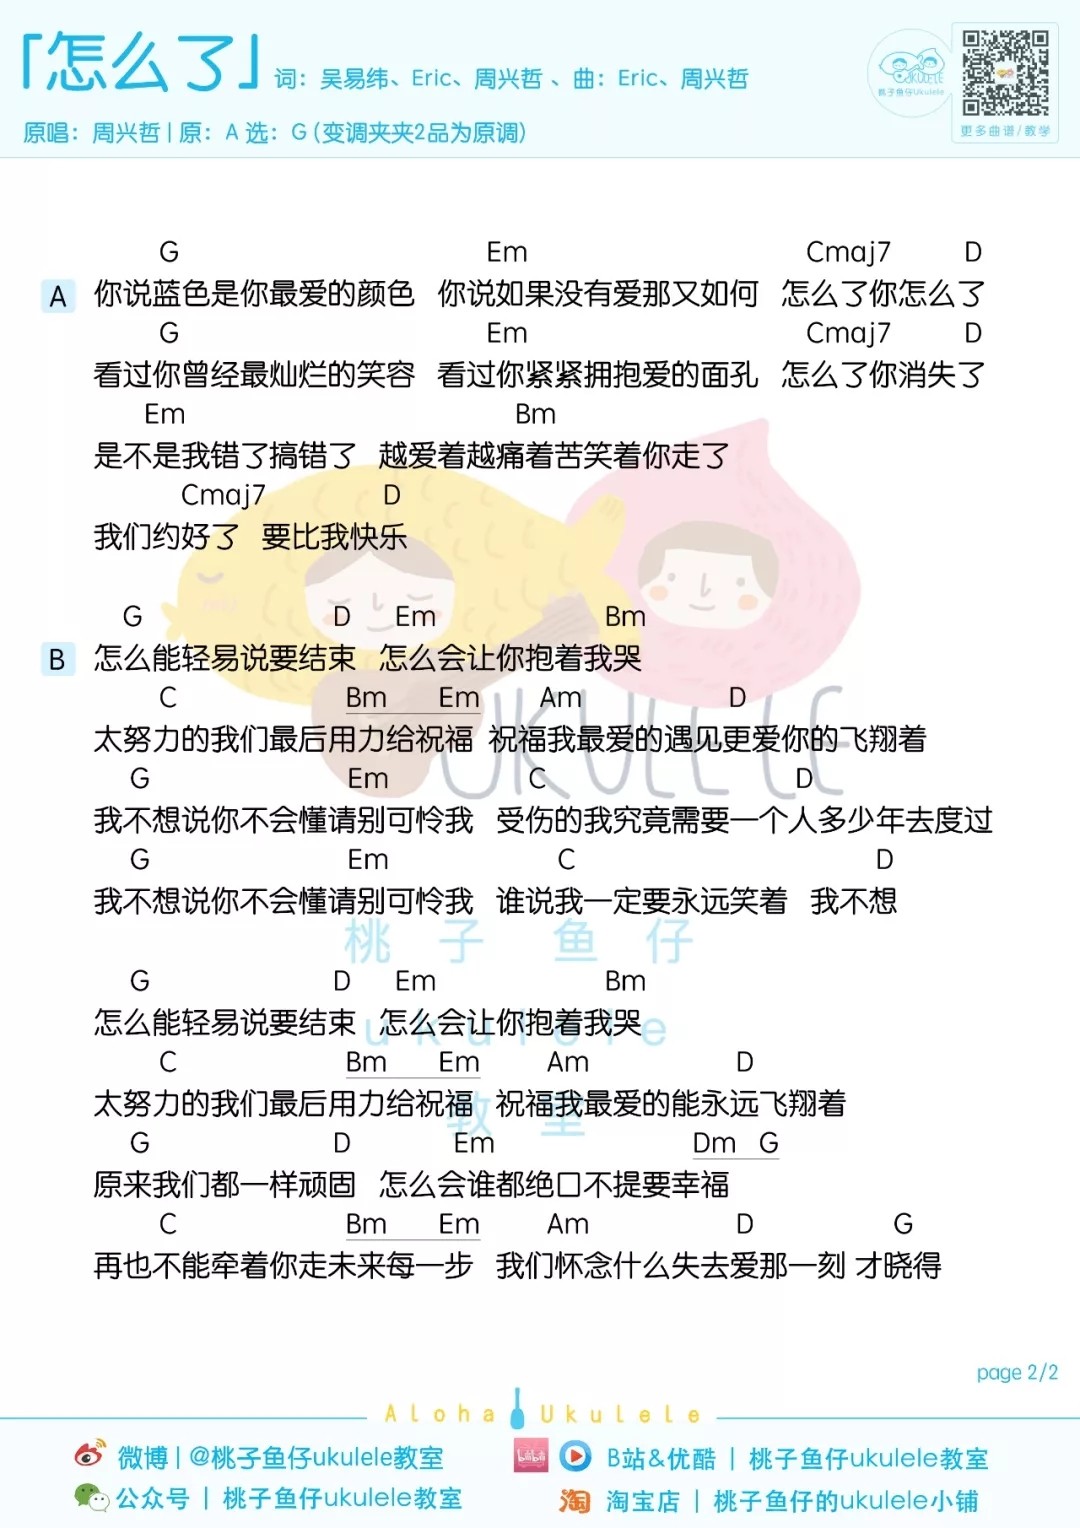 「怎么了」 词：吴易纬、Eric、周兴哲 、曲：Eric、周兴哲
原唱：周兴哲 | 原：A 选：G (变调夹夹2品为原调)
UKULELE
桃子鱼仔Ukulele
更多曲谱/教学
G Em Cmaj7 D
A 你说蓝色是你最爱的颜色 你说如果没有爱那又如何 怎么了你怎么了
G Em Cmaj7 D
看过你曾经最灿烂的笑容 看过你紧紧拥抱爱的面孔 怎么了你消失了
Em Bm
是不是我错了搞错了 越爱着越痛着苦笑着你走了
Cmaj7 D
我们约好了 要比我快乐
G D Em Bm
B 怎么能轻易说要结束 怎么会让你抱着我哭
C Bm Em Am D
太努力的我们最后用力给祝福 祝福我最爱的遇见更爱你的飞翔着
UKULELE
G Em C D
我不想说你不会懂请别可怜我 受伤的我究竟需要一个人多少年去度过
G Em C D
我不想说你不会懂请别可怜我 谁说我一定要永远笑着 我不想
桃子鱼仔
G D Em Bm
怎么能轻易说要结束 怎么会让你抱着我哭
ukulele
C Bm Em Am D
太努力的我们最后用力给祝福 祝福我最爱的能永远飞翔着
教室
G D Em Dm G
原来我们都一样顽固 怎么会谁都绝口不提要幸福
C Bm Em Am D G
再也不能牵着你走未来每一步 我们怀念什么失去爱那一刻 才晓得
page 2/2
Aloha Ukulele
微博 | @桃子鱼仔ukulele教室
bilibili B站&优酷 | 桃子鱼仔ukulele教室
公众号 | 桃子鱼仔ukulele教室
淘 淘宝店 | 桃子鱼仔的ukulele小铺